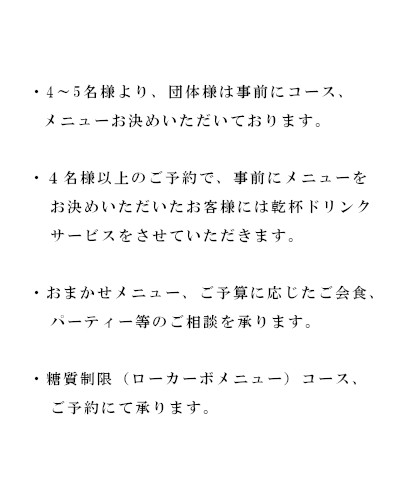 ・4〜5名様より、団体様は事前にコース、
メニューお決めいただいております。
・４名様以上のご予約で、事前にメニューを
お決めいただいたお客様には乾杯ドリンク
サービスをさせていただきます。
・おまかせメニュー、ご予算に応じたご会食、
パーティー等のご相談を承ります。
・糖質制限（ローカーボメニュー）コース、
ご予約にて承ります。